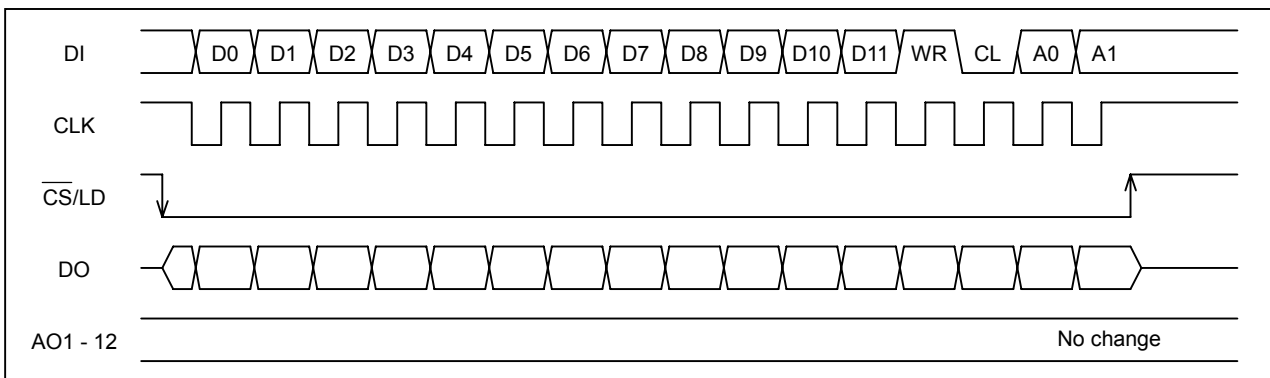 DI D0 D1 D2 D3 D4 D5 D6 D7 D8 D9 D10 D11 WR CL A0 A1
CLK
CS/LD
DO
AO1 - 12 No change